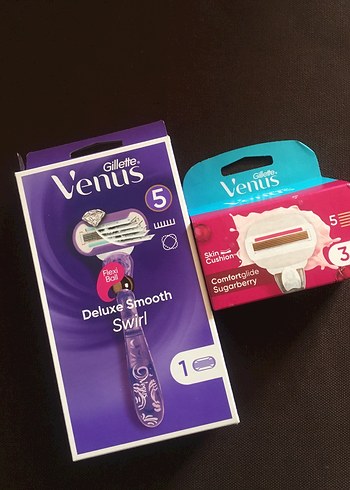 Gillette
Venus
5
Flexi
Ball
Deluxe Smooth
Swirl
1
Gillette
Venus
5
Skin
Cushion
3
Comfortglide
Sugarberry